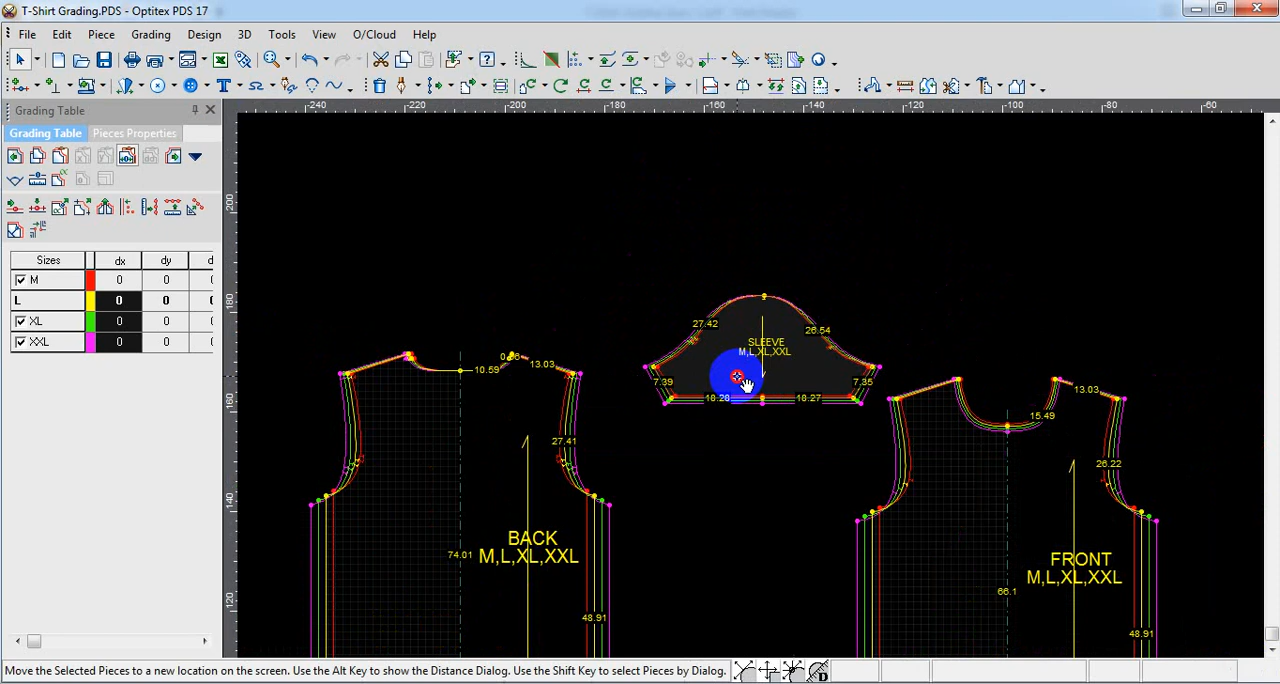 T-Shirt Grading.PDS - Optitex PDS 17
File Edit Piece Grading Design 3D Tools View O/Cloud Help
Grading Table
Grading Table Pieces Properties
Sizes dx dy d
M 0 0 0
L 0 0 0
XL 0 0 0
XXL 0 0 0
-240 -220 -200 -180 -160 -140 -120 -100 -80 -60
200
180
160
140
120
27.42 26.54
SLEEVE
M,L,XL,XXL
7.39 7.35
18.28 18.27
10.59 13.03
27.41
BACK
M,L,XL,XXL
74.01
48.91
13.03
15.49
26.22
FRONT
M,L,XL,XXL
66.1
48.91
Move the Selected Pieces to a new location on the screen. Use the Alt Key to show the Distance Dialog. Use the Shift Key to select Pieces by Dialog.